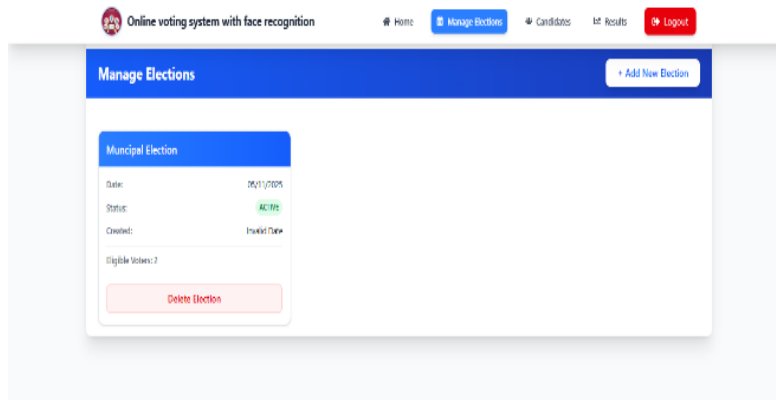 Online voting system with face recognition
Home
Manage Elections
Candidates
Results
Logout
Manage Elections
+ Add New Election
Muncipal Election
Date: 06/11/2025
Status: ACTIVE
Created: Invalid Date
Eligible Voters: 2
Delete Election